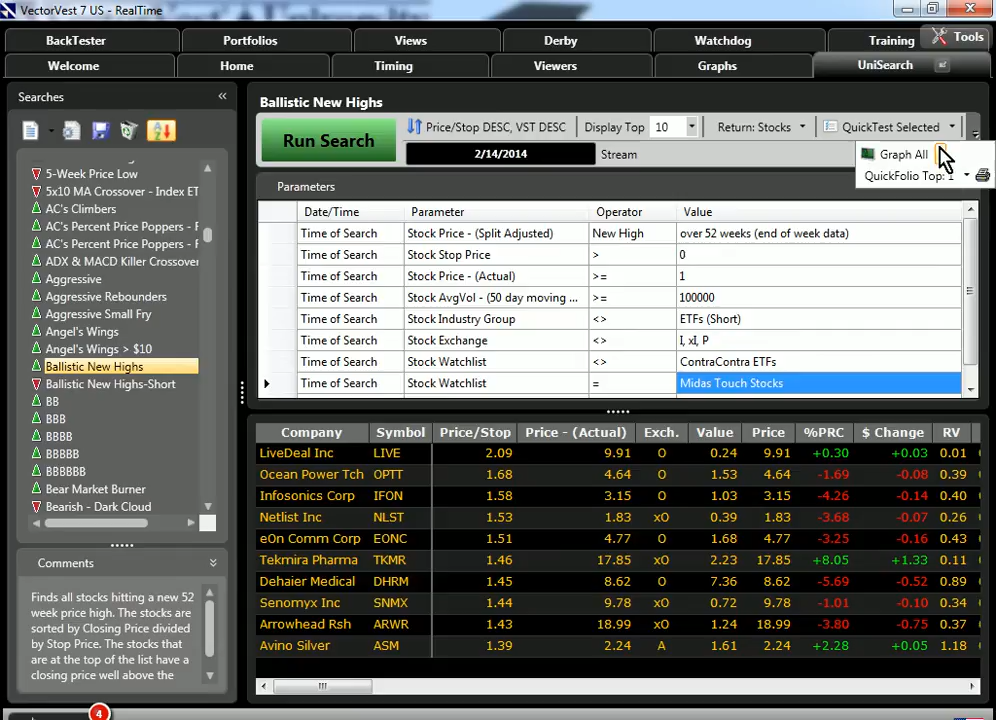 VectorVest 7 US - RealTime
BackTester
Portfolios
Views
Derby
Watchdog
Training
Tools
Welcome
Home
Timing
Viewers
Graphs
UniSearch
Searches
5-Week Price Low
5x10 MA Crossover - Index ET
AC's Climbers
AC's Percent Price Poppers - F
AC's Percent Price Poppers - F
ADX & MACD Killer Crossover
Aggressive
Aggressive Rebounders
Aggressive Small Fry
Angel's Wings
Angel's Wings > $10
Ballistic New Highs
Ballistic New Highs-Short
BB
BBB
BBBB
BBBBB
BBBBBB
Bear Market Burner
Bearish - Dark Cloud
Comments
Finds all stocks hitting a new 52
week price high. The stocks are
sorted by Closing Price divided
by Stop Price. The stocks that
are at the top of the list have a
closing price well above the
4
Ballistic New Highs
Run Search
Price/Stop DESC, VST DESC
Display Top 10
Return: Stocks
QuickTest Selected
2/14/2014
Stream
Graph All
QuickFolio Top: 1
Parameters
Date/Time Parameter Operator Value
Time of Search Stock Price - (Split Adjusted) New High over 52 weeks (end of week data)
Time of Search Stock Stop Price > 0
Time of Search Stock Price - (Actual) >= 1
Time of Search Stock AvgVol - (50 day moving ... >= 100000
Time of Search Stock Industry Group <> ETFs (Short)
Time of Search Stock Exchange <> I, xI, P
Time of Search Stock Watchlist <> ContraContra ETFs
Time of Search Stock Watchlist = Midas Touch Stocks
Company Symbol Price/Stop Price - (Actual) Exch. Value Price %PRC $ Change RV
LiveDeal Inc LIVE 2.09 9.91 O 0.24 9.91 +0.30 +0.03 0.01
Ocean Power Tch OPTT 1.68 4.64 O 1.53 4.64 -1.69 -0.08 0.39
Infosonics Corp IFON 1.58 3.15 O 1.03 3.15 -4.26 -0.14 0.40
Netlist Inc NLST 1.53 1.83 xO 0.39 1.83 -3.68 -0.07 0.26
eOn Comm Corp EONC 1.51 4.77 O 1.68 4.77 -3.25 -0.16 0.43
Tekmira Pharma TKMR 1.46 17.85 xO 2.23 17.85 +8.05 +1.33 0.11
Dehaier Medical DHRM 1.45 8.62 O 7.36 8.62 -5.69 -0.52 0.89
Senomyx Inc SNMX 1.44 9.78 xO 0.72 9.78 -1.01 -0.10 0.34
Arrowhead Rsh ARWR 1.43 18.99 xO 1.24 18.99 -3.80 -0.75 0.37
Avino Silver ASM 1.39 2.24 A 1.61 2.24 +2.28 +0.05 1.18